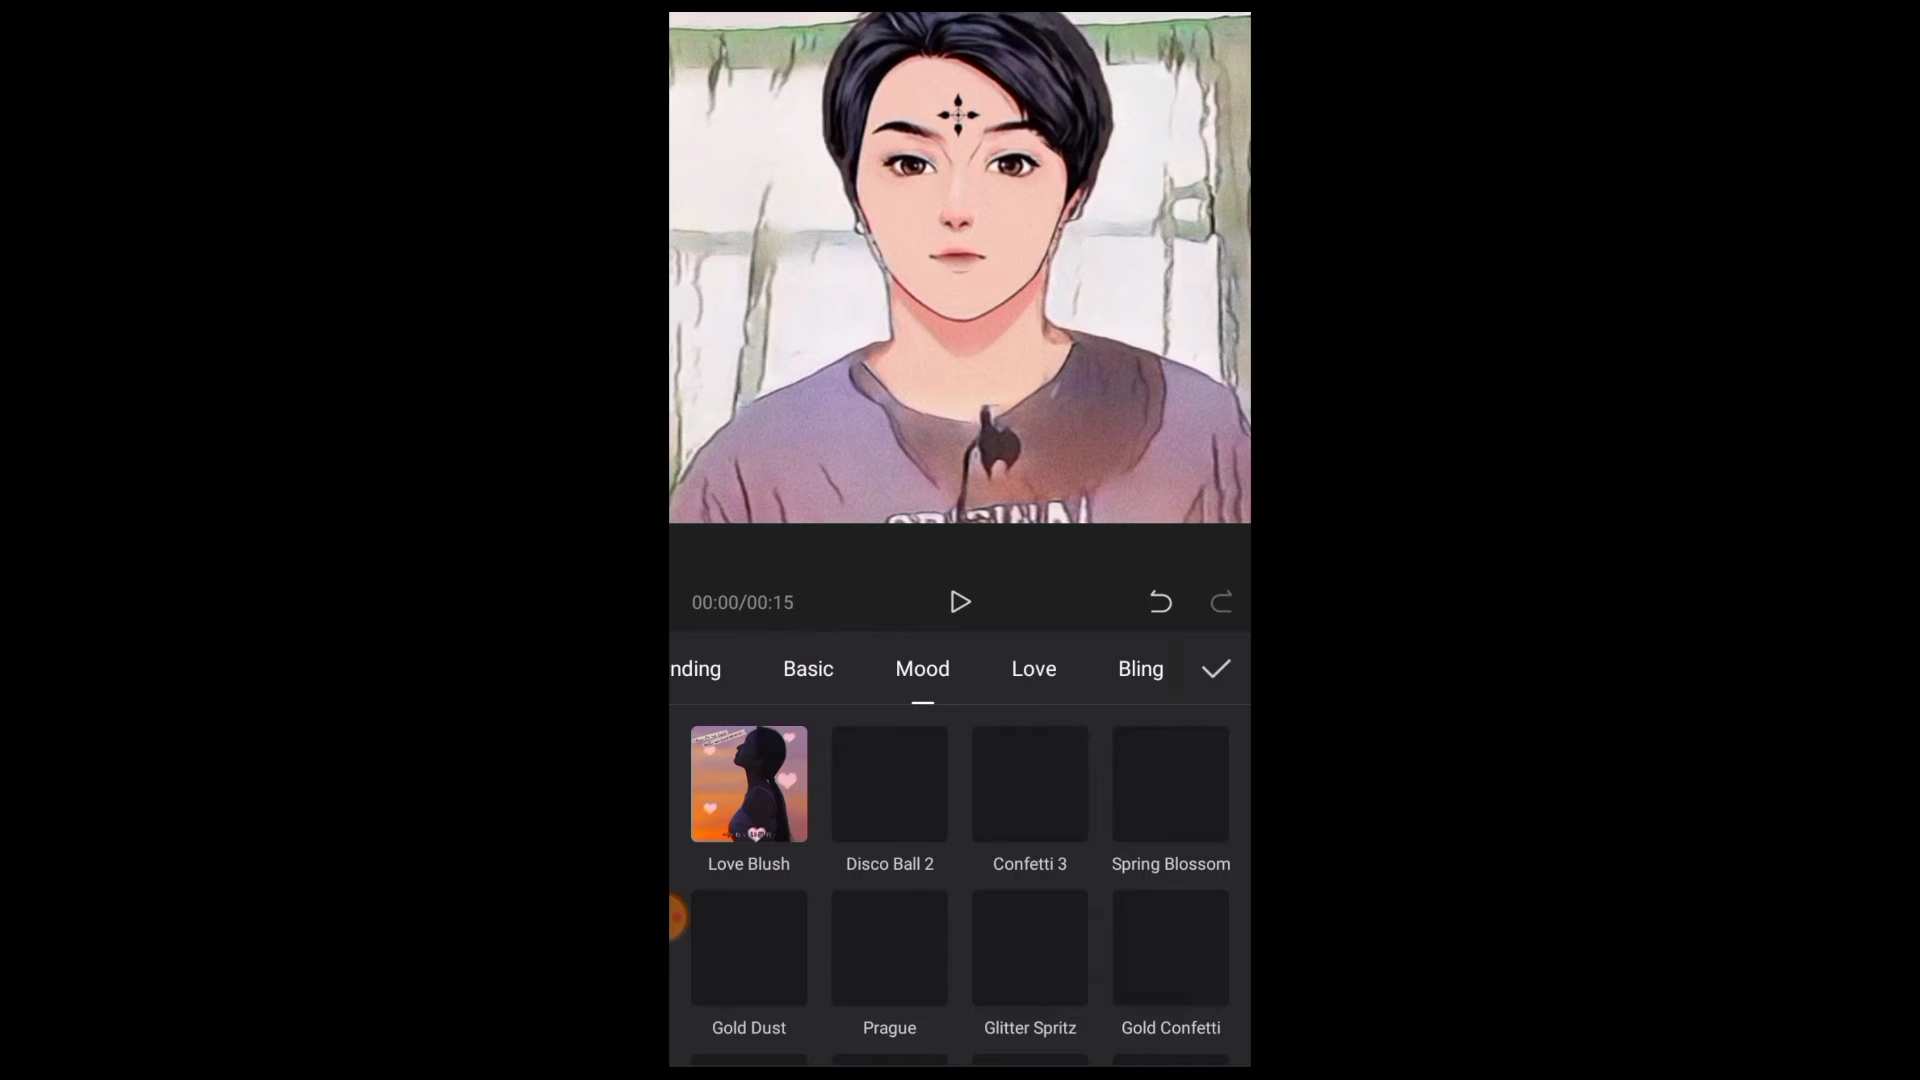 00:00/00:15
nding Basic Mood Love Bling
Love Blush Disco Ball 2 Confetti 3 Spring Blossom
Gold Dust Prague Glitter Spritz Gold Confetti